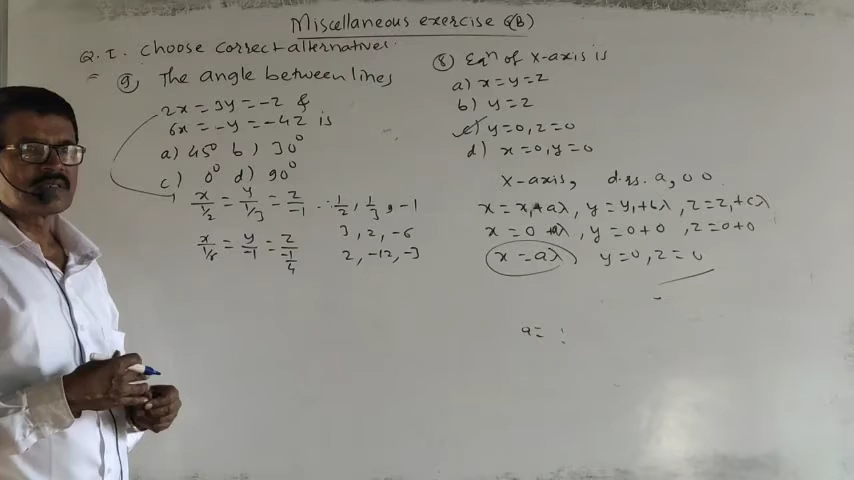 Miscellaneous exercise (QB)
Q. I. Choose correct alternatives.
9) The angle between lines
2x = 3y = -z &
6x = -y = -4z is
a) 45° b) 30°
c) 0° d) 90°
x/1/2 = y/1/3 = z/-1 ∴ 1/2, 1/3, -1
3, 2, -6
x/1/6 = y/-1 = z/-1/4 2, -12, -3
8) Eqn of x-axis is
a) x=y=z
b) y=z
c) y=0, z=0
d) x=0, y=0
x-axis, d.rs. a, 0 0
x = x₁+aλ, y = y₁+bλ, z = z₁+cλ
x = 0 + aλ, y = 0+0, z = 0+0
x = aλ, y=0, z=0
a =